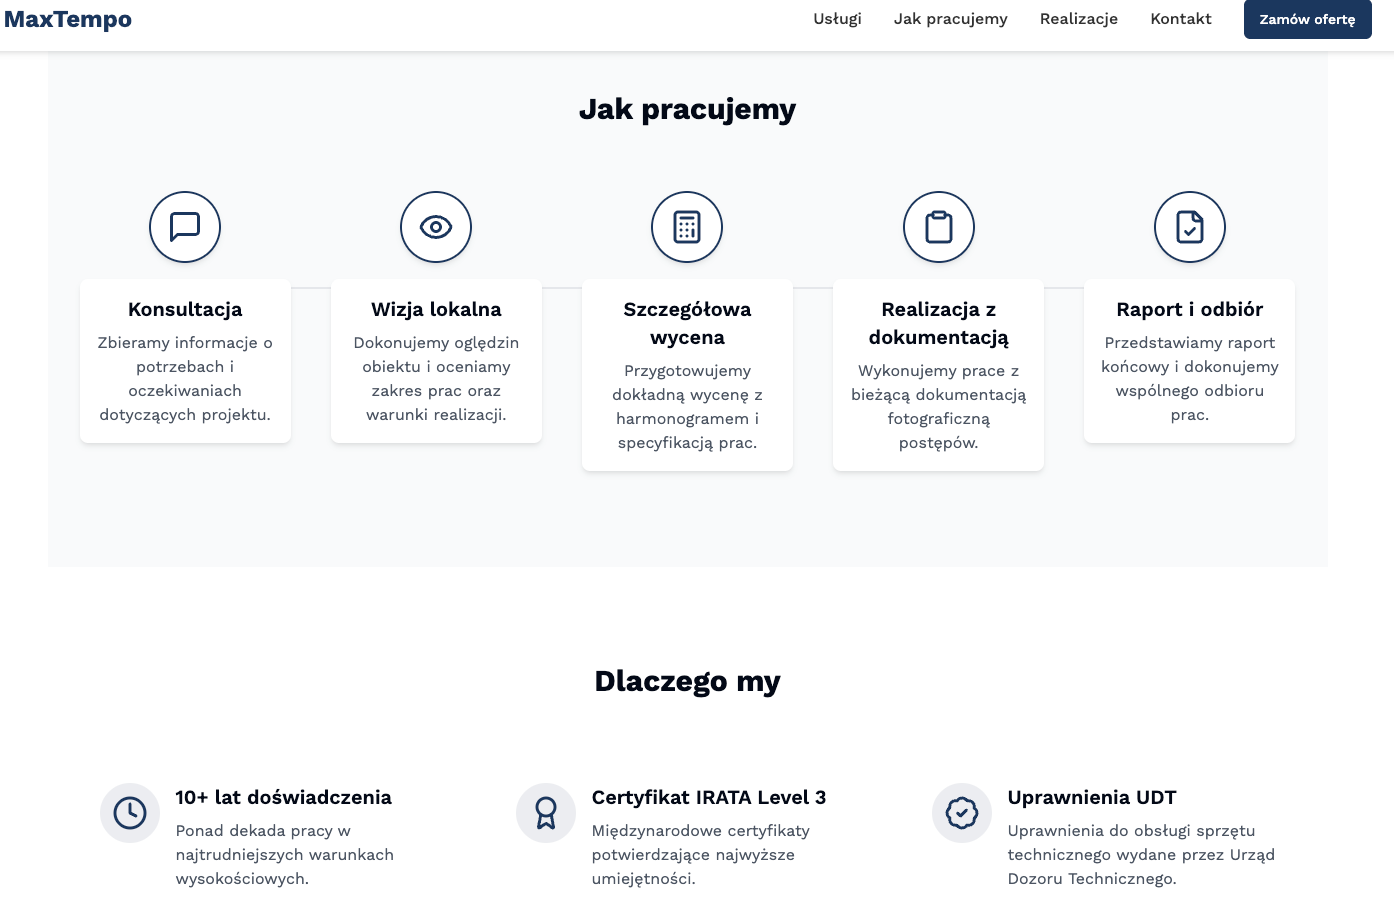 MaxTempo
Usługi
Jak pracujemy
Realizacje
Kontakt
Zamów ofertę
Jak pracujemy
Konsultacja
Zbieramy informacje o
potrzebach i
oczekiwaniach
dotyczących projektu.
Wizja lokalna
Dokonujemy oględzin
obiektu i oceniamy
zakres prac oraz
warunki realizacji.
Szczegółowa
wycena
Przygotowujemy
dokładną wycenę z
harmonogramem i
specyfikacją prac.
Realizacja z
dokumentacją
Wykonujemy prace z
bieżącą dokumentacją
fotograficzną
postępów.
Raport i odbiór
Przedstawiamy raport
końcowy i dokonujemy
wspólnego odbioru
prac.
Dlaczego my
10+ lat doświadczenia
Ponad dekada pracy w
najtrudniejszych warunkach
wysokościowych.
Certyfikat IRATA Level 3
Międzynarodowe certyfikaty
potwierdzające najwyższe
umiejętności.
Uprawnienia UDT
Uprawnienia do obsługi sprzętu
technicznego wydane przez Urząd
Dozoru Technicznego.